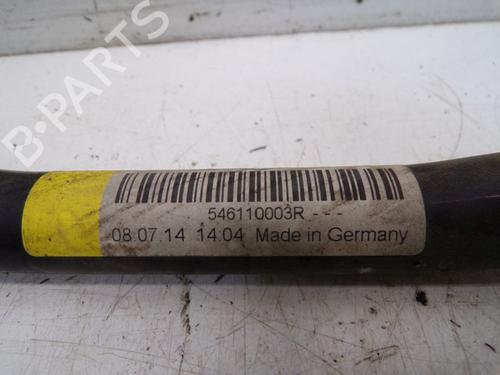 B-PARTS
546110003R - - -
08.07.14 14:04 Made in Germany